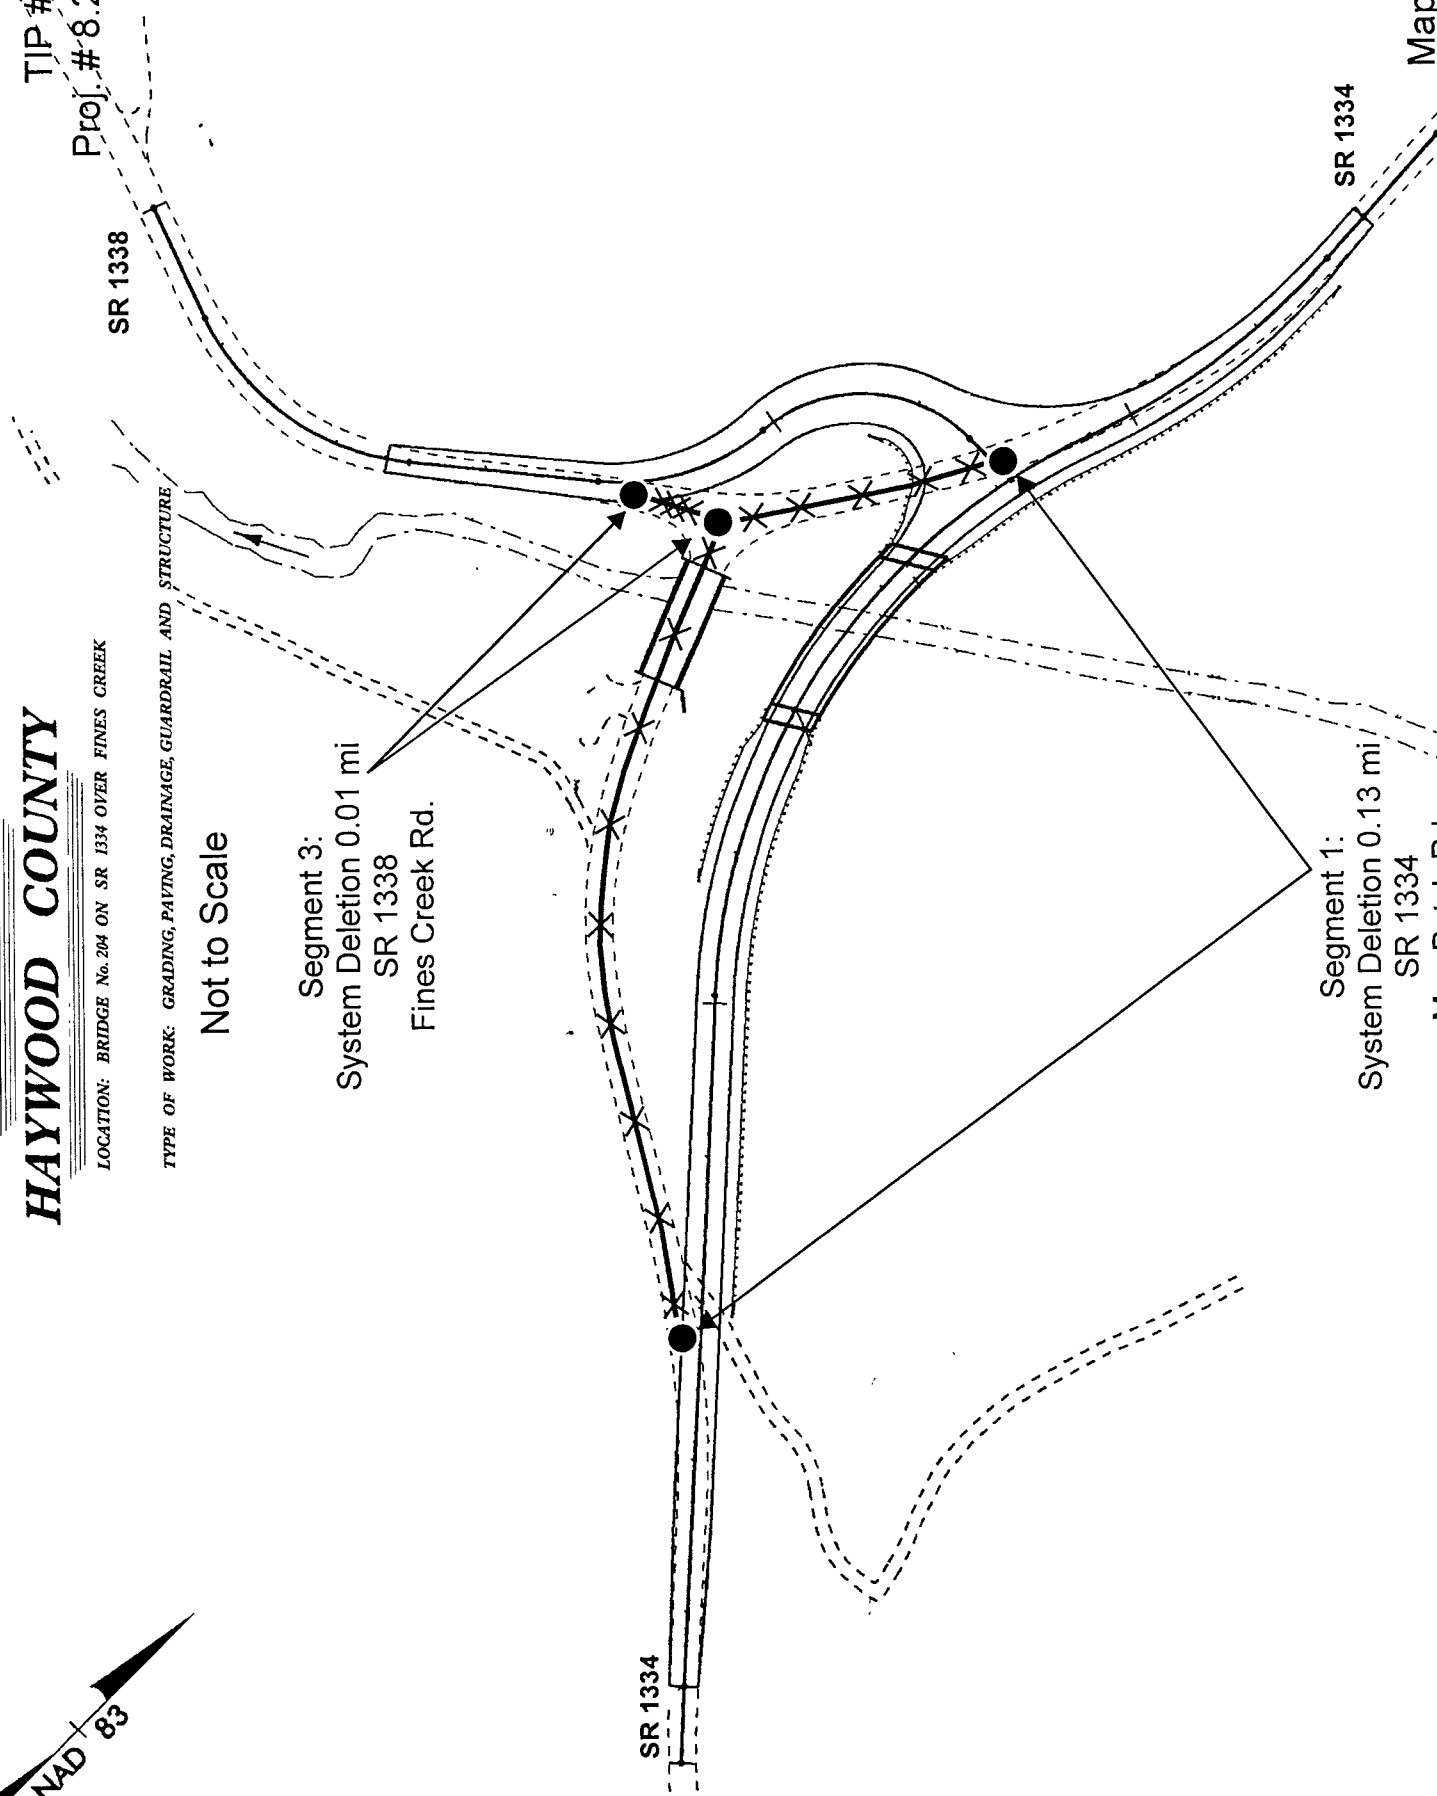 TIP #
Proj. # 8.2
HAYWOOD COUNTY
LOCATION: BRIDGE No. 204 ON SR 1334 OVER FINES CREEK
TYPE OF WORK: GRADING, PAVING, DRAINAGE, GUARDRAIL AND STRUCTURE
Not to Scale
SR 1338
Segment 3:
System Deletion 0.01 mi
SR 1338
Fines Creek Rd.
NAD 83
SR 1334
SR 1334
Segment 1:
System Deletion 0.13 mi
SR 1334
Map